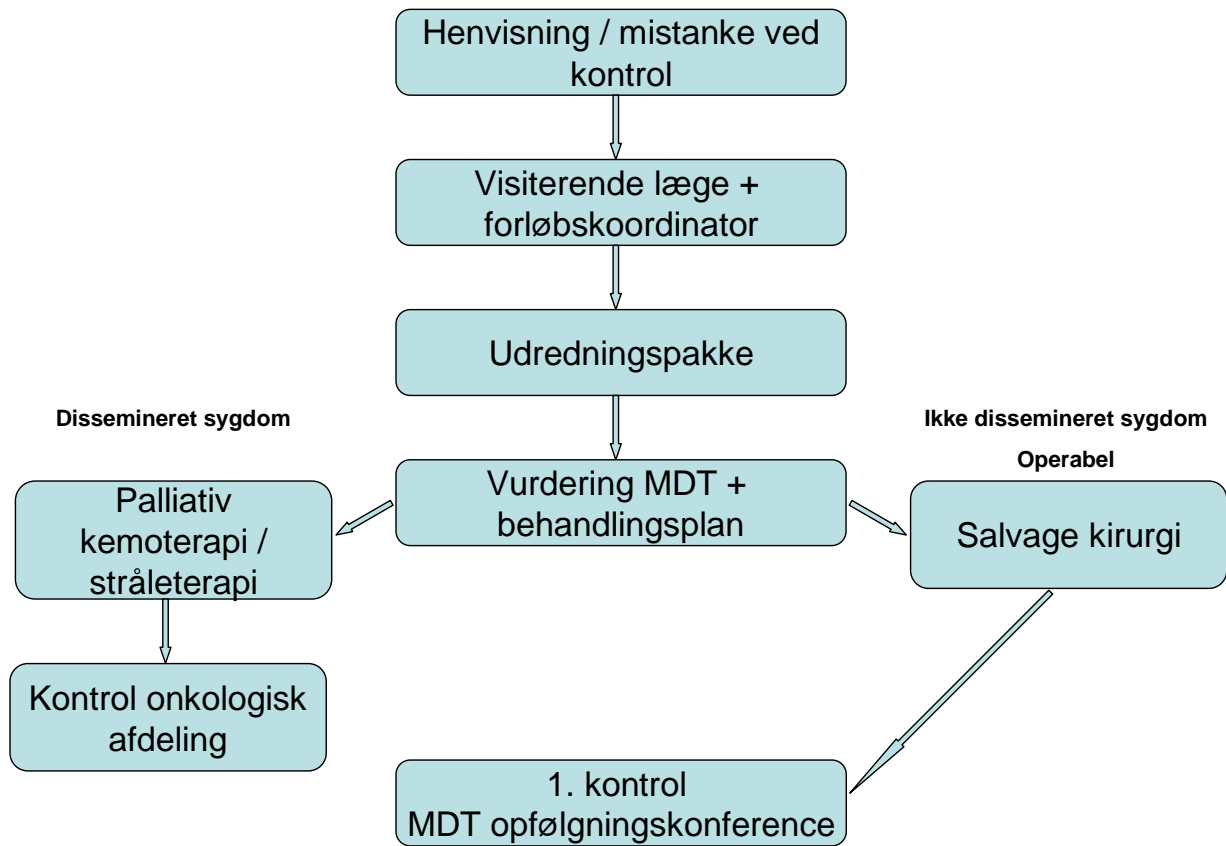 Henvisning / mistanke ved
kontrol
Visiterende læge +
forløbskoordinator
Udredningspakke
Dissemineret sygdom
Ikke dissemineret sygdom
Operabel
Vurdering MDT +
behandlingsplan
Palliativ
kemoterapi /
stråleterapi
Salvage kirurgi
Kontrol onkologisk
afdeling
1. kontrol
MDT opfølgningskonference